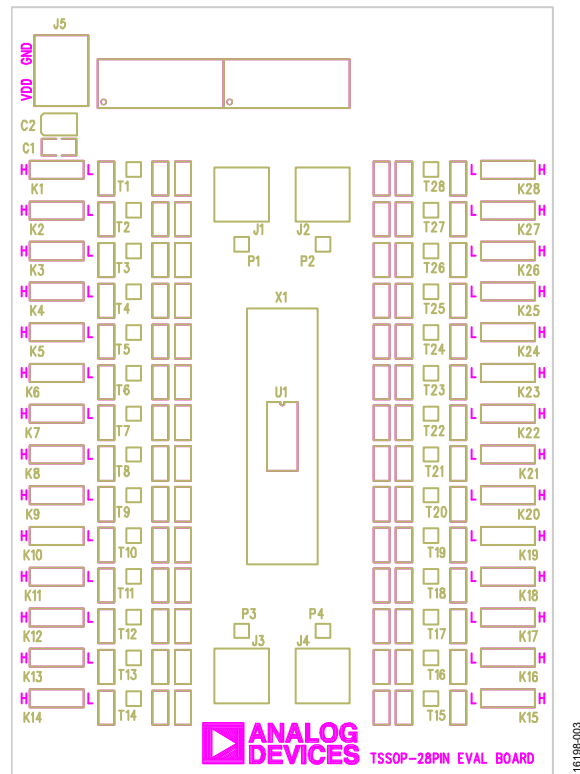 J5
VDD GND
C2
C1
H K1 L T1 J1 J2 T28 L K28 H
H K2 L T2 T27 L K27 H
P1 P2
H K3 L T3 T26 L K26 H
H K4 L T4 X1 T25 L K25 H
H K5 L T5 T24 L K24 H
H K6 L T6 T23 L K23 H
U1
H K7 L T7 T22 L K22 H
H K8 L T8 T21 L K21 H
H K9 L T9 T20 L K20 H
H K10 L T10 T19 L K19 H
H K11 L T11 T18 L K18 H
P3 P4
H K12 L T12 T17 L K17 H
J3 J4
H K13 L T13 T16 L K16 H
H K14 L T14 T15 L K15 H
ANALOG
DEVICES
TSSOP-28PIN EVAL BOARD
16198-003